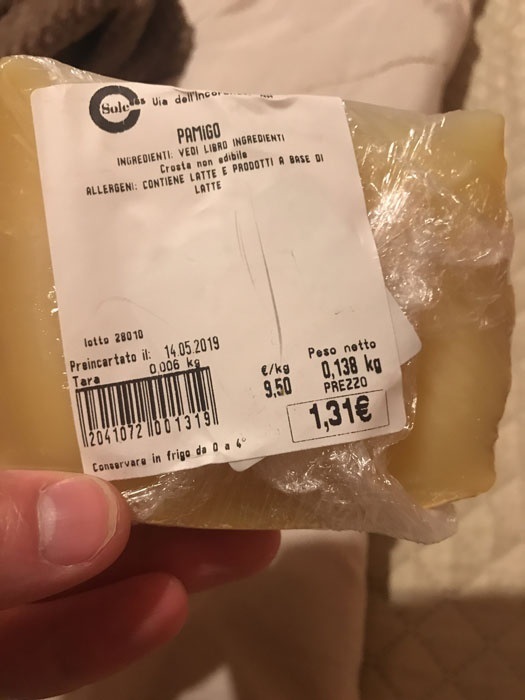 Sole
Via
PAMIGO
INGREDIENTI: VEDI LIBRO INGREDIENTI
Crosta non edibile
ALLERGENI: CONTIENE LATTE E PRODOTTI A BASE DI
LATTE
lotto 28010
Preincartato il: 14.05.2019
Tara 0,006 kg
€/kg
9,50
Peso netto
0,138 kg
PREZZO
1,31€
2041072 001319
Conservare in frigo da 0 a 4°